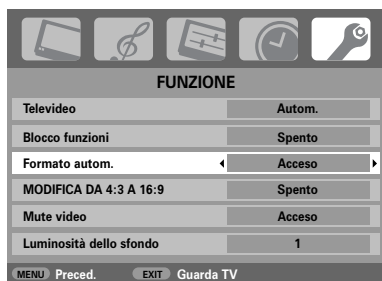 FUNZIONE
Televideo Autom.
Blocco funzioni Spento
Formato autom. Acceso
MODIFICA DA 4:3 A 16:9 Spento
Mute video Acceso
Luminosità dello sfondo 1
MENU Preced. EXIT Guarda TV